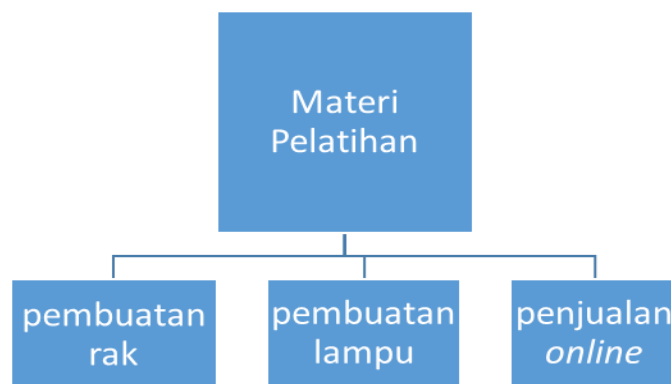 Materi
Pelatihan
pembuatan
rak
pembuatan
lampu
penjualan
online